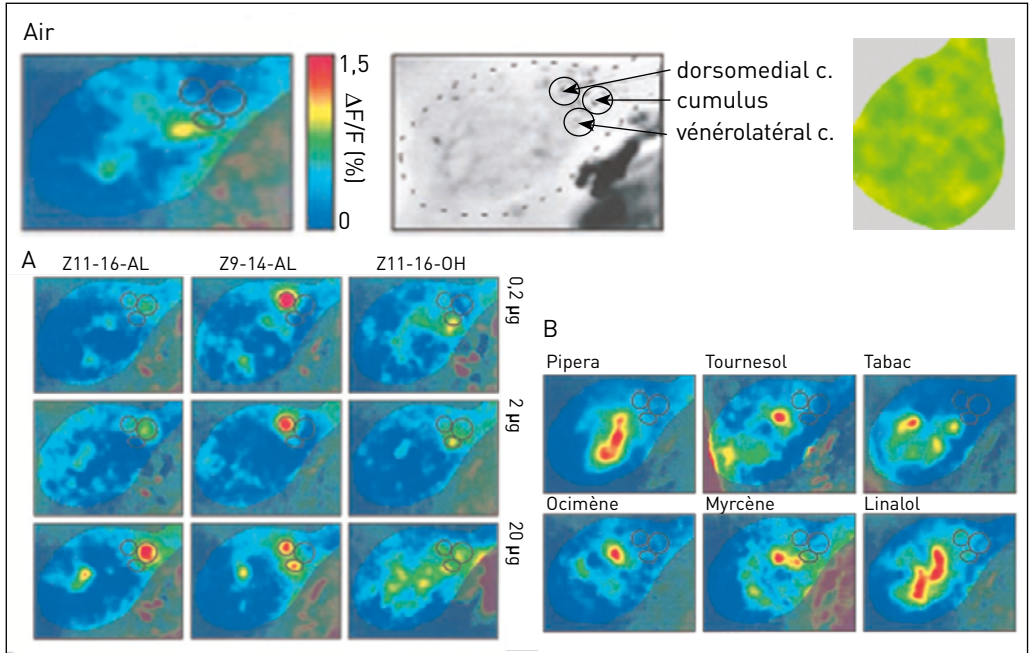 Air
1,5
ΔF/F (%)
0
dorsomedial c.
cumulus
vénérolatéral c.
A
Z11-16-AL Z9-14-AL Z11-16-OH
0,2 µg
2 µg
20 µg
B
Pipera Tournesol Tabac
Ocimène Myrcène Linalol